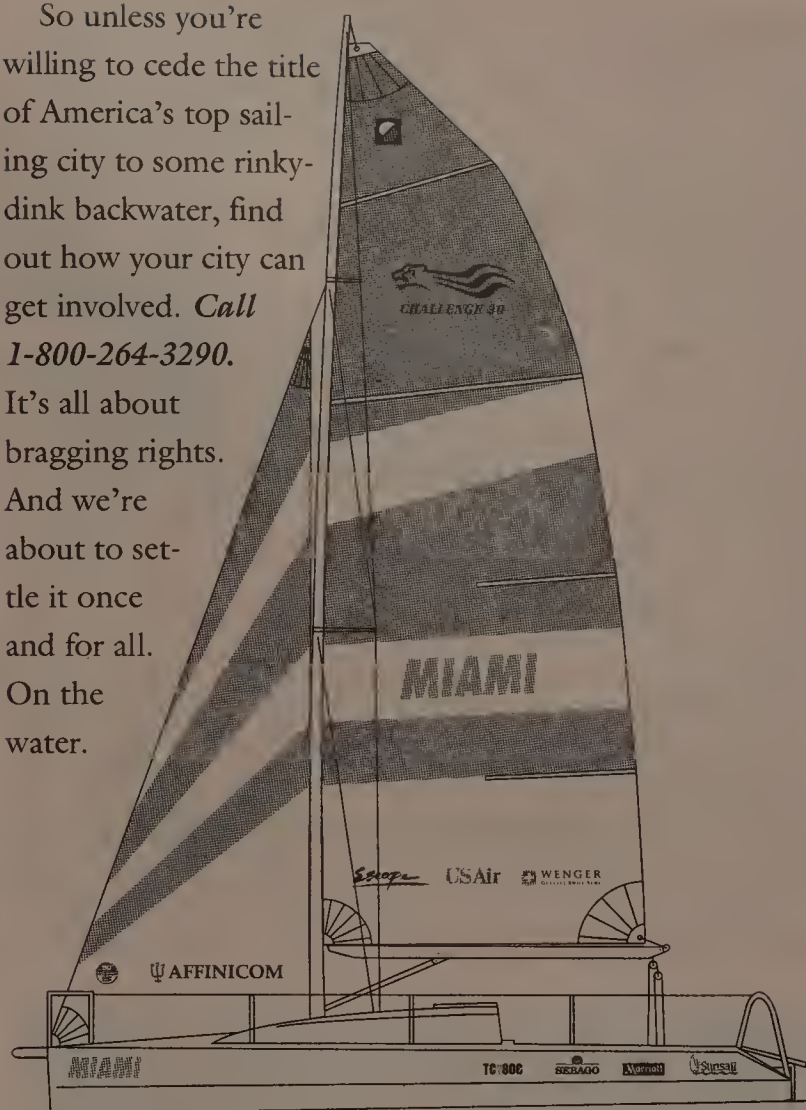 So unless you're
willing to cede the title
of America's top sail-
ing city to some rinky-
dink backwater, find
out how your city can
get involved. Call
1-800-264-3290.
It's all about
bragging rights.
And we're
about to set-
tle it once
and for all.
On the
water.
CHALLENGE 30
MIAMI
USAir WENGER
AFFINICOM
MIAMI SEBAGO Marriott Sunsail